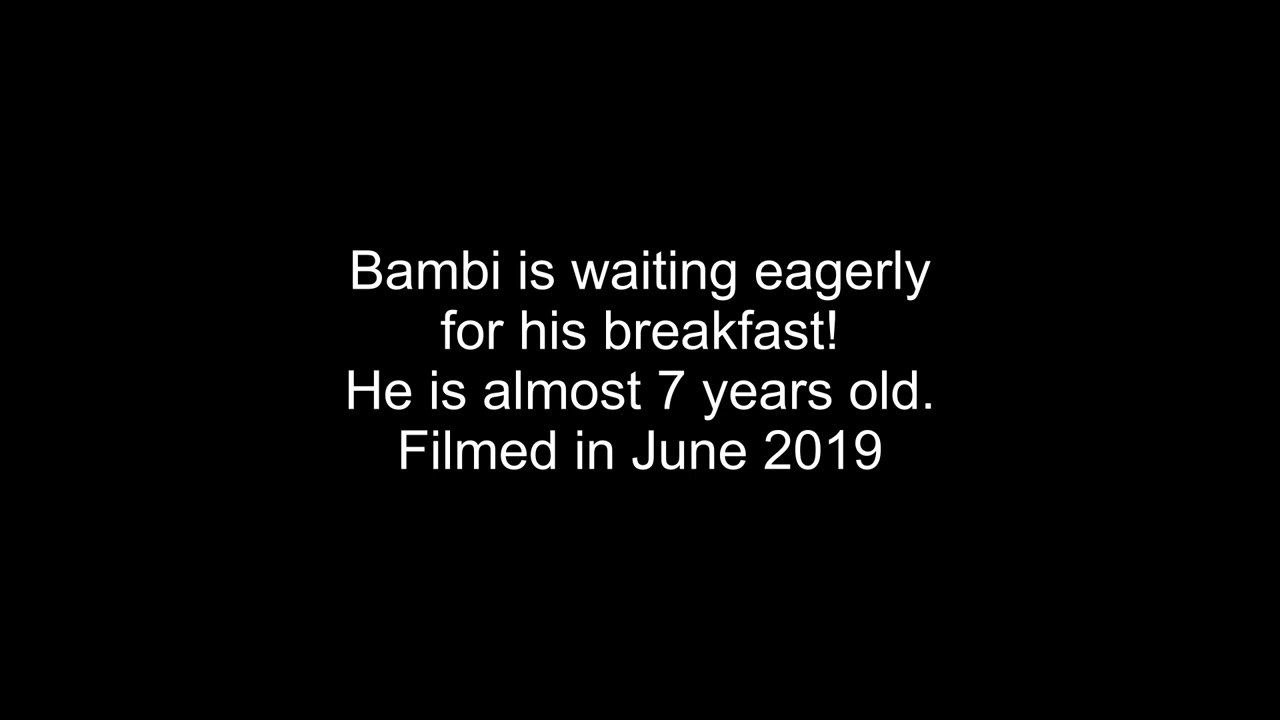 Bambi is waiting eagerly
for his breakfast!
He is almost 7 years old.
Filmed in June 2019